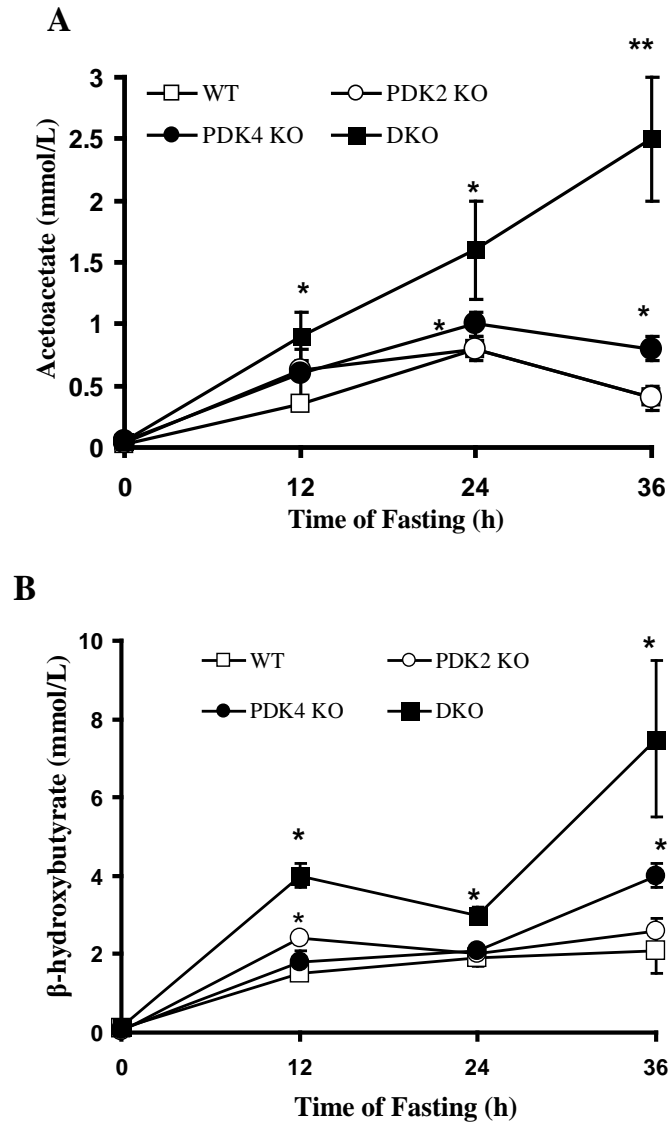 A
**
3
WT
PDK2 KO
PDK4 KO
DKO
2.5
*
2
Acetoacetate (mmol/L)
1.5
*
*
*
1
0.5
0
0
12
24
36
Time of Fasting (h)
B
10
*
WT
PDK2 KO
8
PDK4 KO
DKO
β-hydroxybutyrate (mmol/L)
6
*
*
4
*
*
2
0
0
12
24
36
Time of Fasting (h)